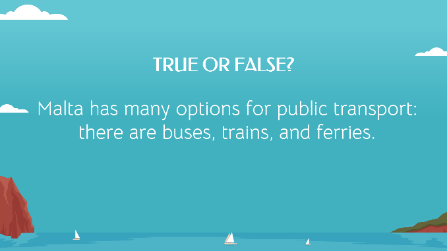 TRUE OR FALSE?
Malta has many options for public transport:
there are buses, trains, and ferries.